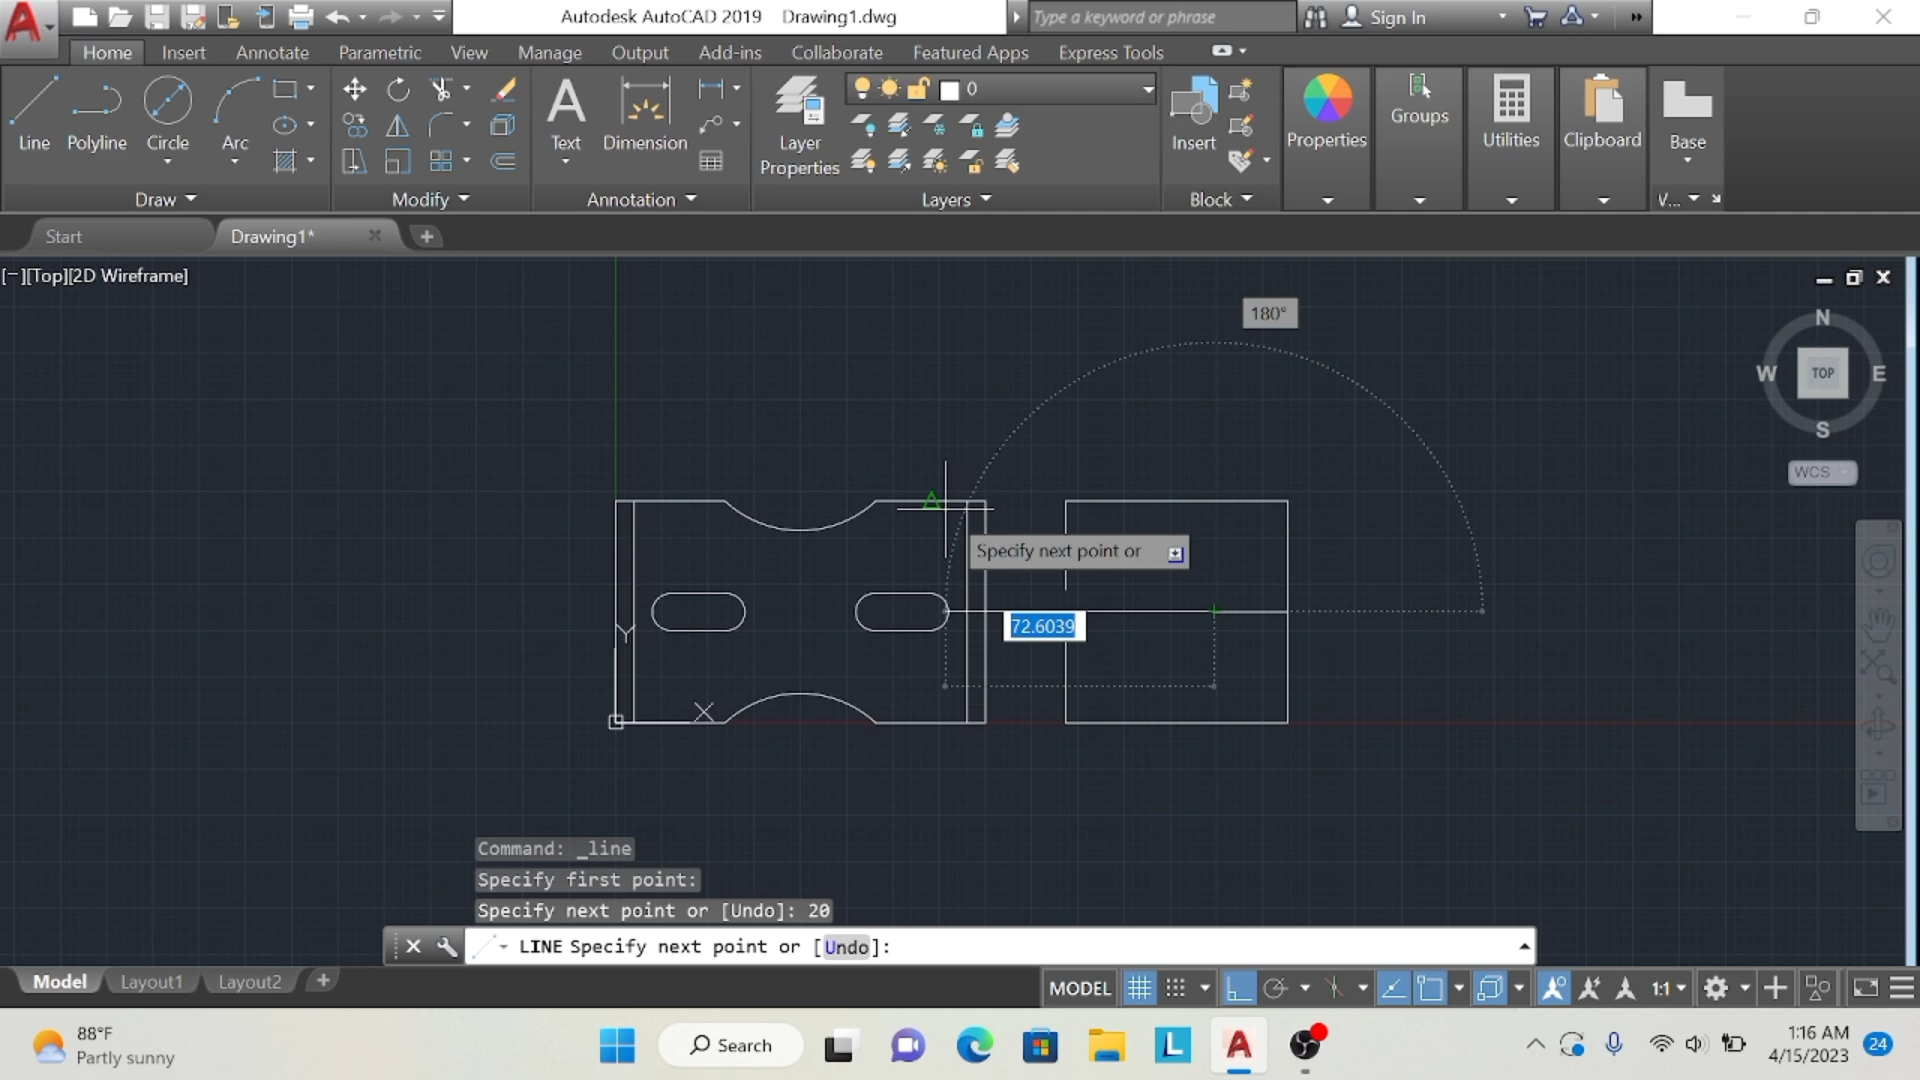 Autodesk AutoCAD 2019 Drawing1.dwg
Type a keyword or phrase
Sign In
Home Insert Annotate Parametric View Manage Output Add-ins Collaborate Featured Apps Express Tools
Line Polyline Circle Arc
Text Dimension
Layer Properties
0
Insert
Properties
Groups
Utilities
Clipboard
Base
Draw Modify Annotation Layers Block V...
Start Drawing1*
[−][Top][2D Wireframe]
180°
N
W TOP E
S
WCS
Specify next point or
72.6039
Y
X
Command: _line
Specify first point:
Specify next point or [Undo]: 20
LINE Specify next point or [Undo]:
Model Layout1 Layout2
MODEL
1:1
88°F
Partly sunny
Search
L
1:16 AM
4/15/2023
24